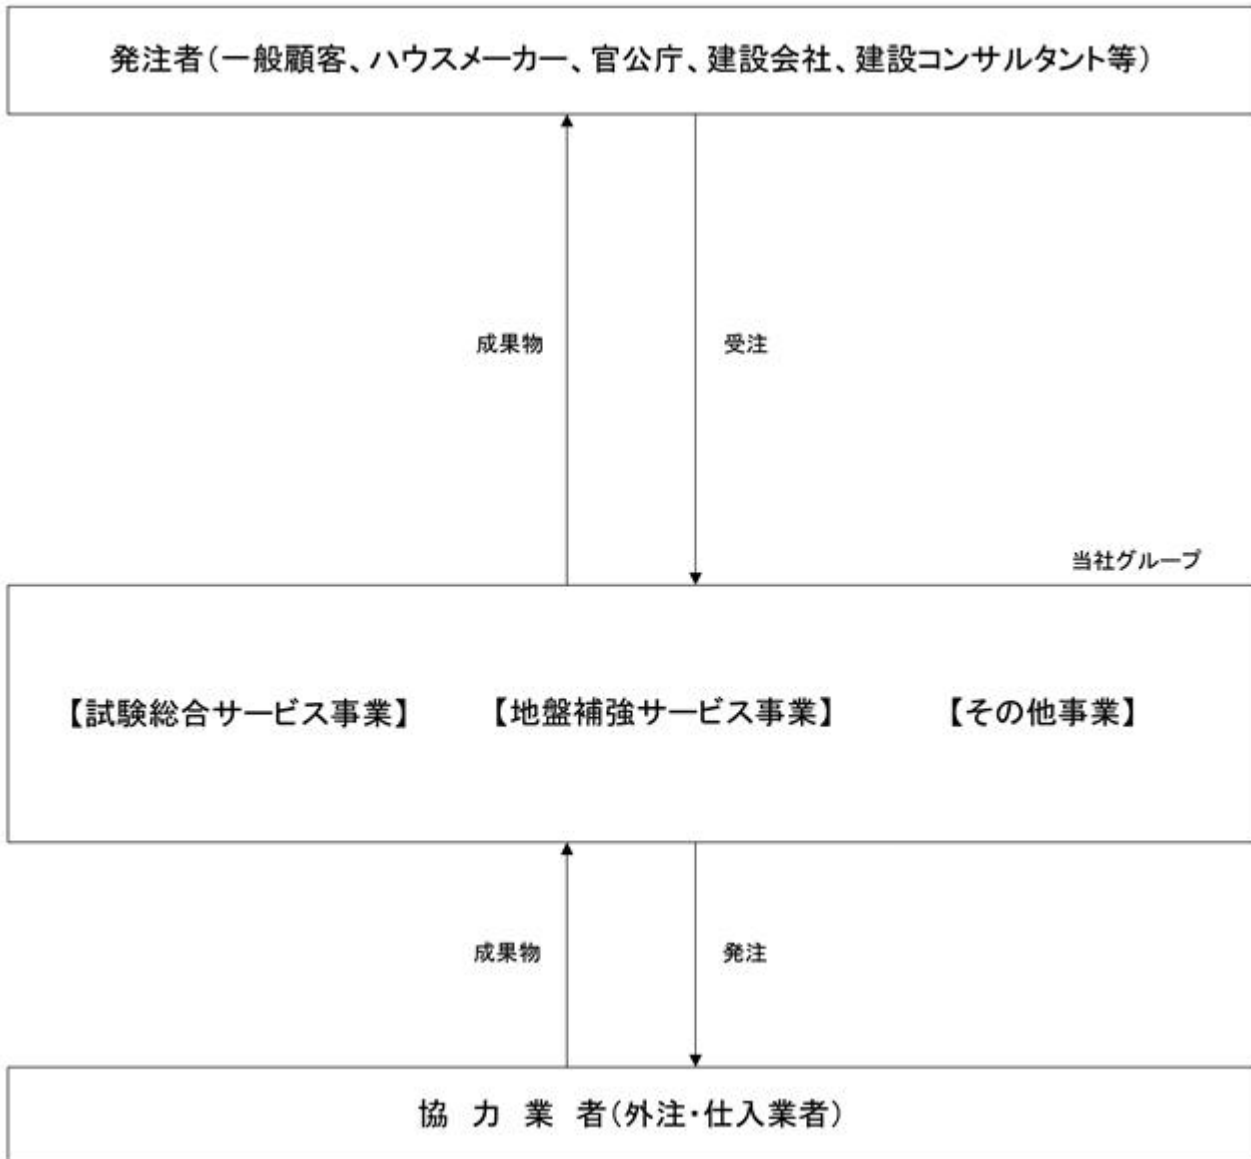 発注者（一般顧客、ハウスメーカー、官公庁、建設会社、建設コンサルタント等）
成果物
受注
当社グループ
【試験総合サービス事業】
【地盤補強サービス事業】
【その他事業】
成果物
発注
協 力 業 者（外注・仕入業者）